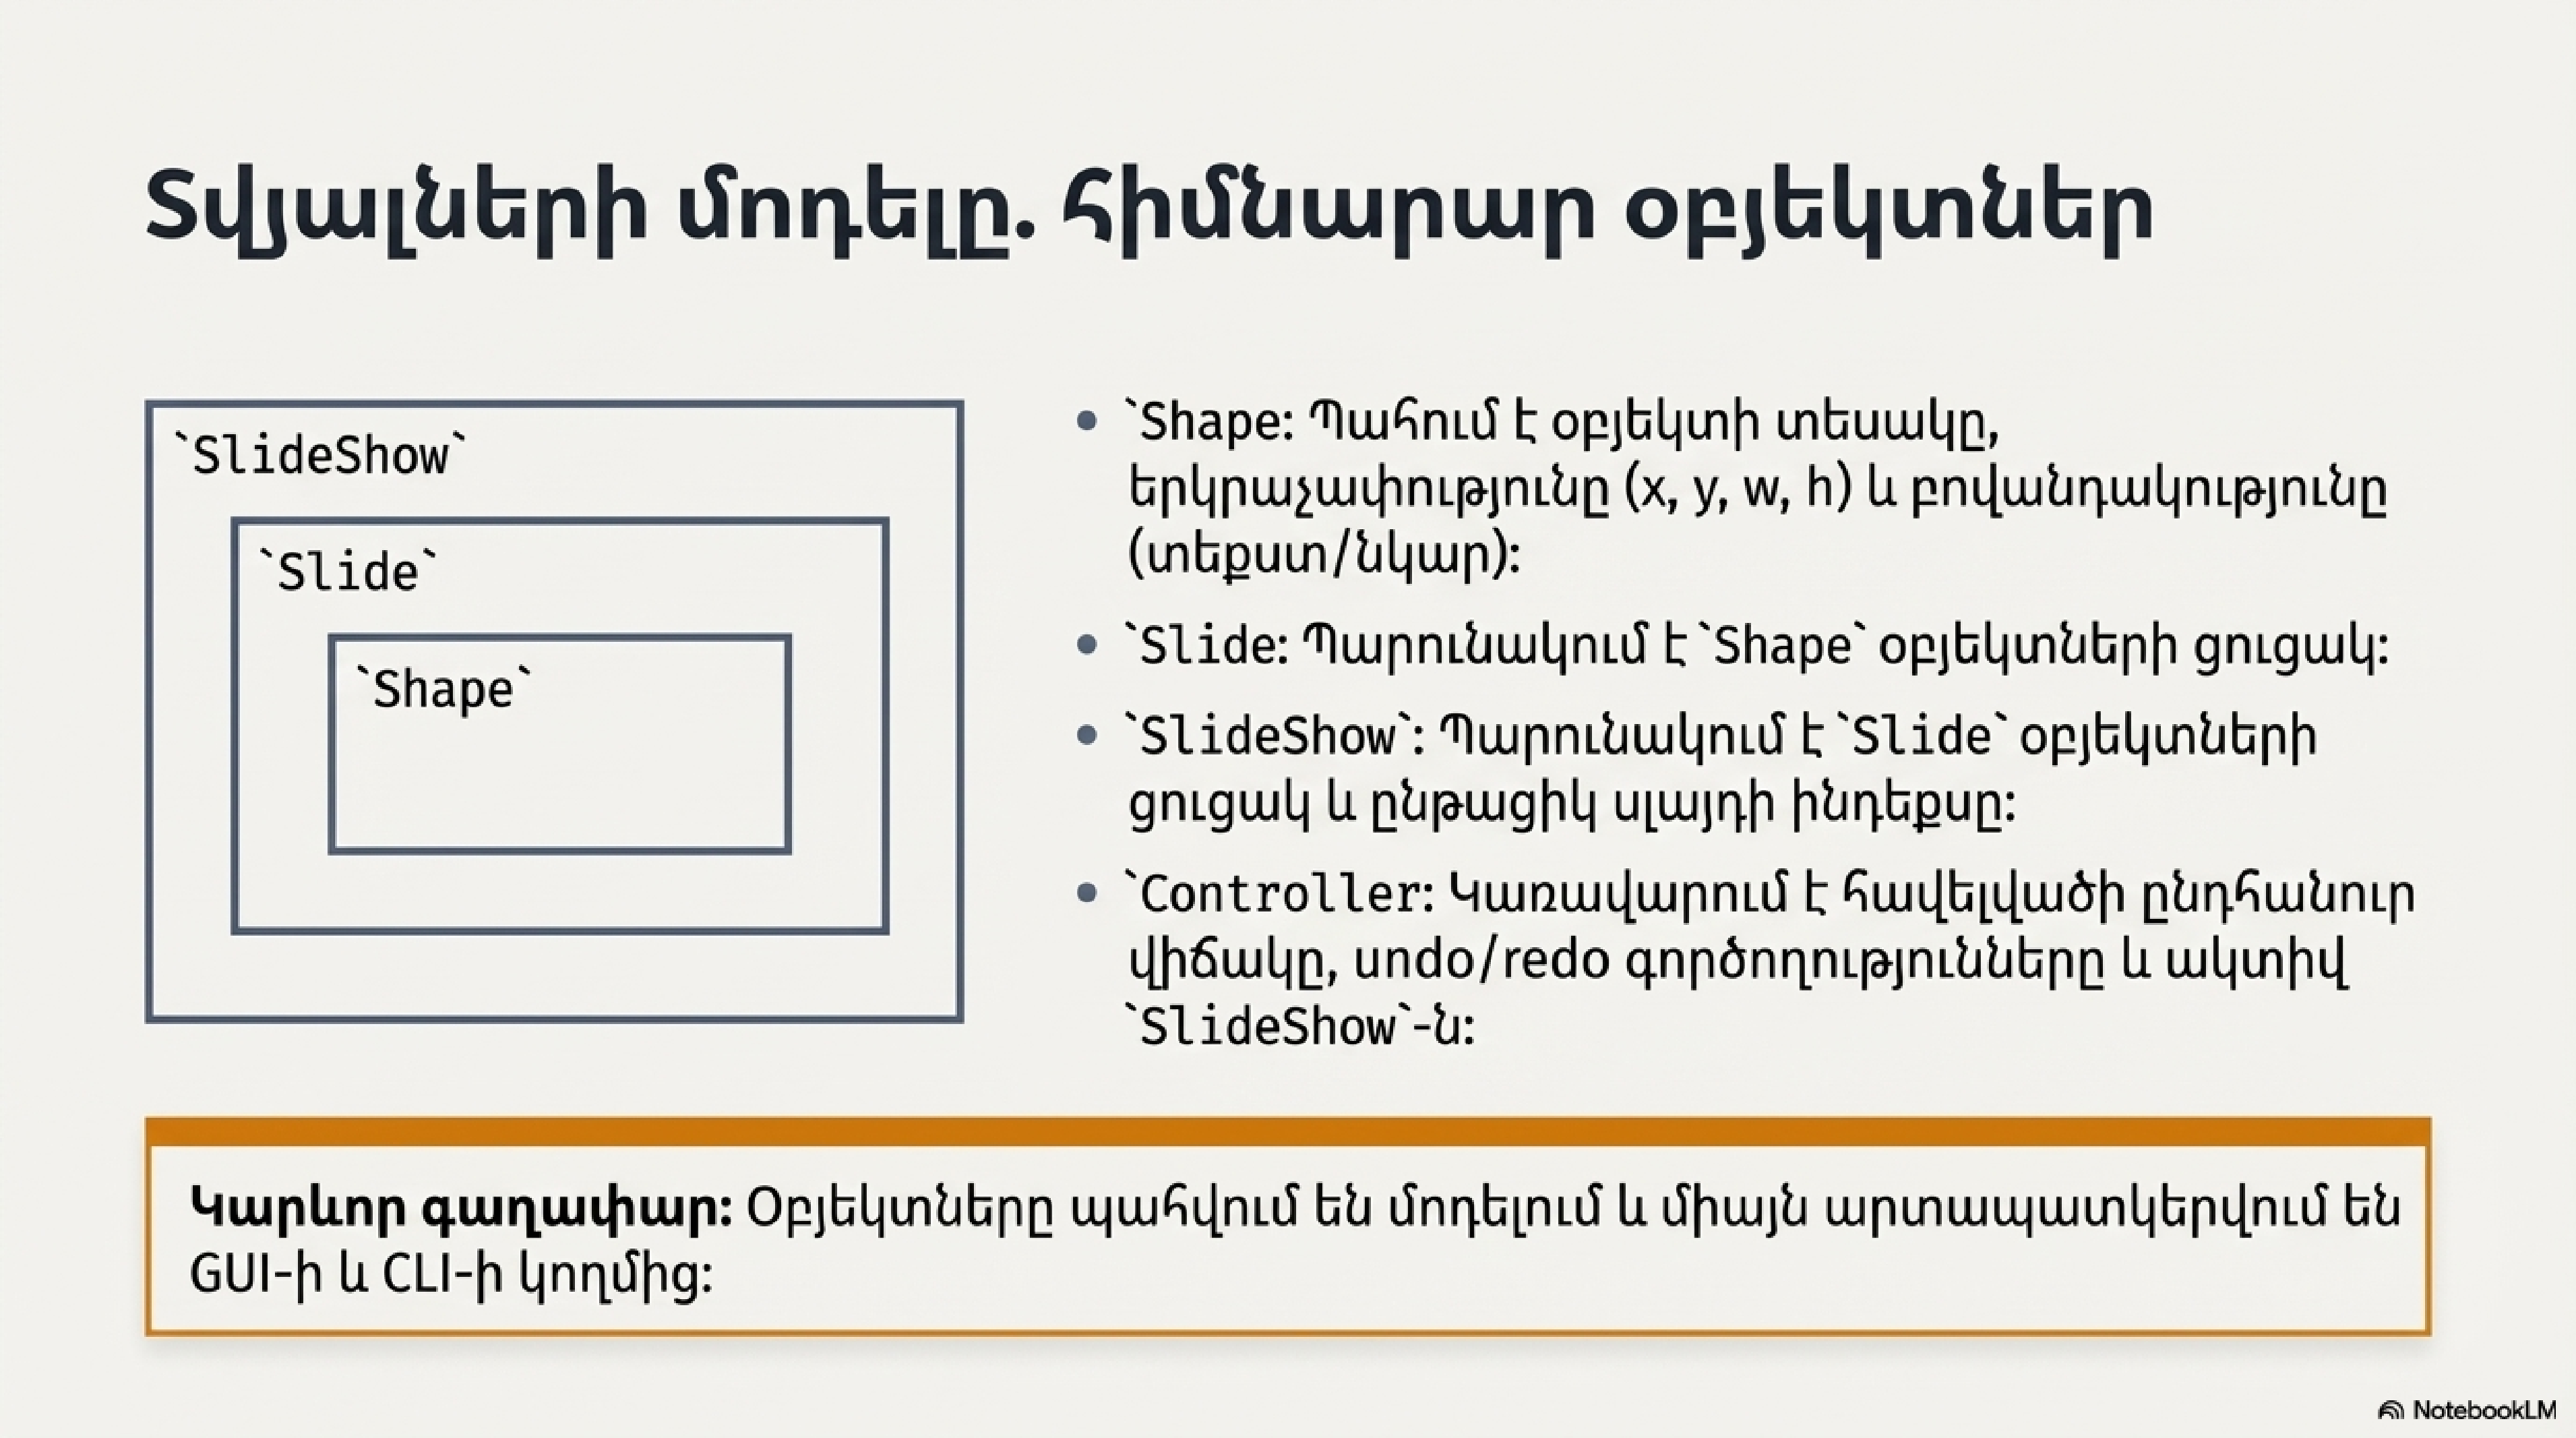 Տվյալների մոդելը. հիմնարար օբյեկտներ
`SlideShow`
`Slide`
`Shape`
• `Shape: Պահում է օբյեկտի տեսակը,
երկրաչափությունը (x, y, w, h) և բովանդակությունը
(տեքստ/նկար):
• `Slide: Պարունակում է `Shape` օբյեկտների ցուցակ:
• `SlideShow`: Պարունակում է `Slide` օբյեկտների
ցուցակ և ընթացիկ սլայդի ինդեքսը:
• `Controller: Կառավարում է հավելվածի ընդհանուր
վիճակը, undo/redo գործողությունները և ակտիվ
`SlideShow`-ն:
Կարևոր գաղափար: Օբյեկտները պահվում են մոդելում և միայն արտապատկերվում են
GUI-ի և CLI-ի կողմից:
NotebookLM